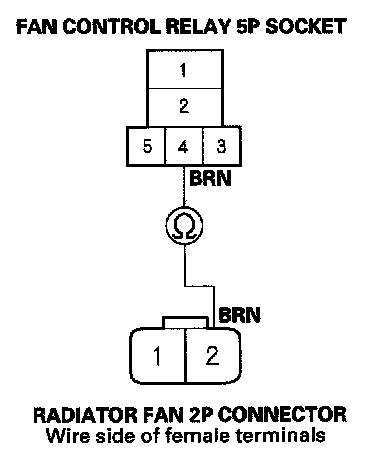 FAN CONTROL RELAY 5P SOCKET
1
2
5 4 3
BRN
Ω
BRN
1 2
RADIATOR FAN 2P CONNECTOR
Wire side of female terminals